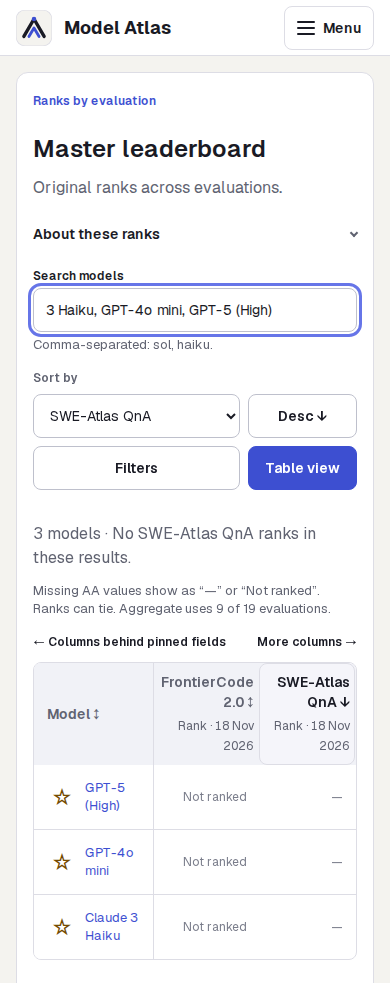 Model Atlas
Menu
Ranks by evaluation
Master leaderboard
Original ranks across evaluations.
About these ranks
Search models
3 Haiku, GPT-4o mini, GPT-5 (High)
Comma-separated: sol, haiku.
Sort by
SWE-Atlas QnA
Desc ↓
Filters
Table view
3 models · No SWE-Atlas QnA ranks in
these results.
Missing AA values show as “—” or “Not ranked”.
Ranks can tie. Aggregate uses 9 of 19 evaluations.
← Columns behind pinned fields
More columns →
Model ↕
FrontierCode
2.0 ↕
Rank · 18 Nov
2026
SWE-Atlas
QnA ↓
Rank · 18 Nov
2026
GPT-5
(High)
Not ranked
—
GPT-4o
mini
Not ranked
—
Claude 3
Haiku
Not ranked
—